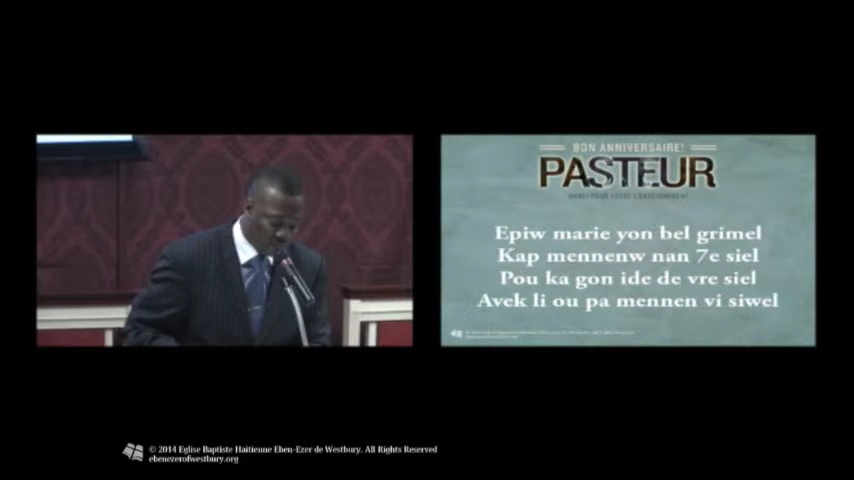 BON ANNIVERSAIRE!
PASTEUR
Epiw marie yon bel grimel
Kap mennenw nan 7e siel
Pou ka gon ide de vre siel
Avek li ou pa mennen vi siwel
© 2014 Eglise Baptiste Haitienne Eben-Ezer de Westbury. All Rights Reserved
ebenezerofwestbury.org